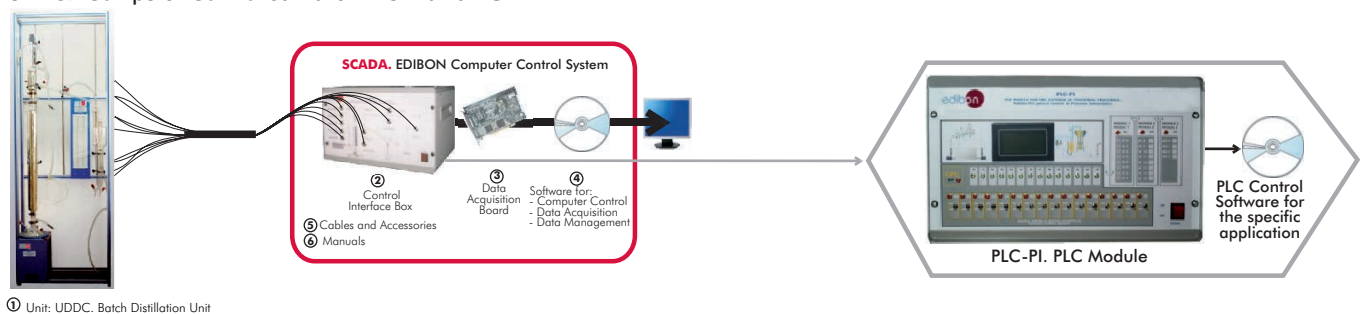 SCADA. EDIBON Computer Control System
② Control
Interface Box
③ Data
Acquisition
Board
④ Software for:
- Computer Control
- Data Acquisition
- Data Management
⑤ Cables and Accessories
⑥ Manuals
edibon
PLC-PI
PLC-PI. PLC Module
PLC Control
Software for
the specific
application
① Unit: UDDC. Batch Distillation Unit